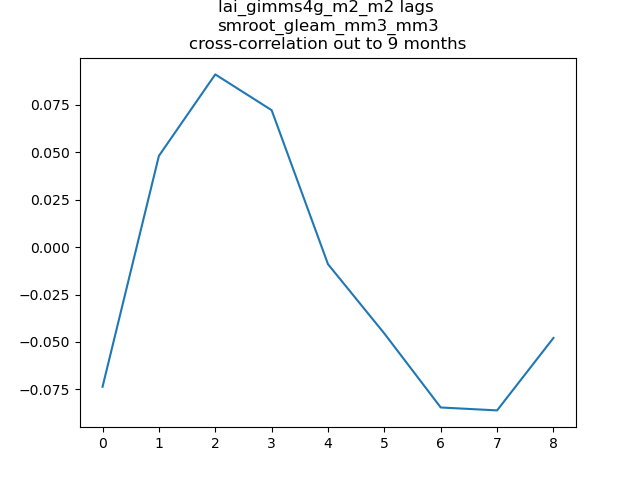 lai_gimms4g_m2_m2 lags
smroot_gleam_mm3_mm3
cross-correlation out to 9 months
0.075
0.050
0.025
0.000
−0.025
−0.050
−0.075
0 1 2 3 4 5 6 7 8